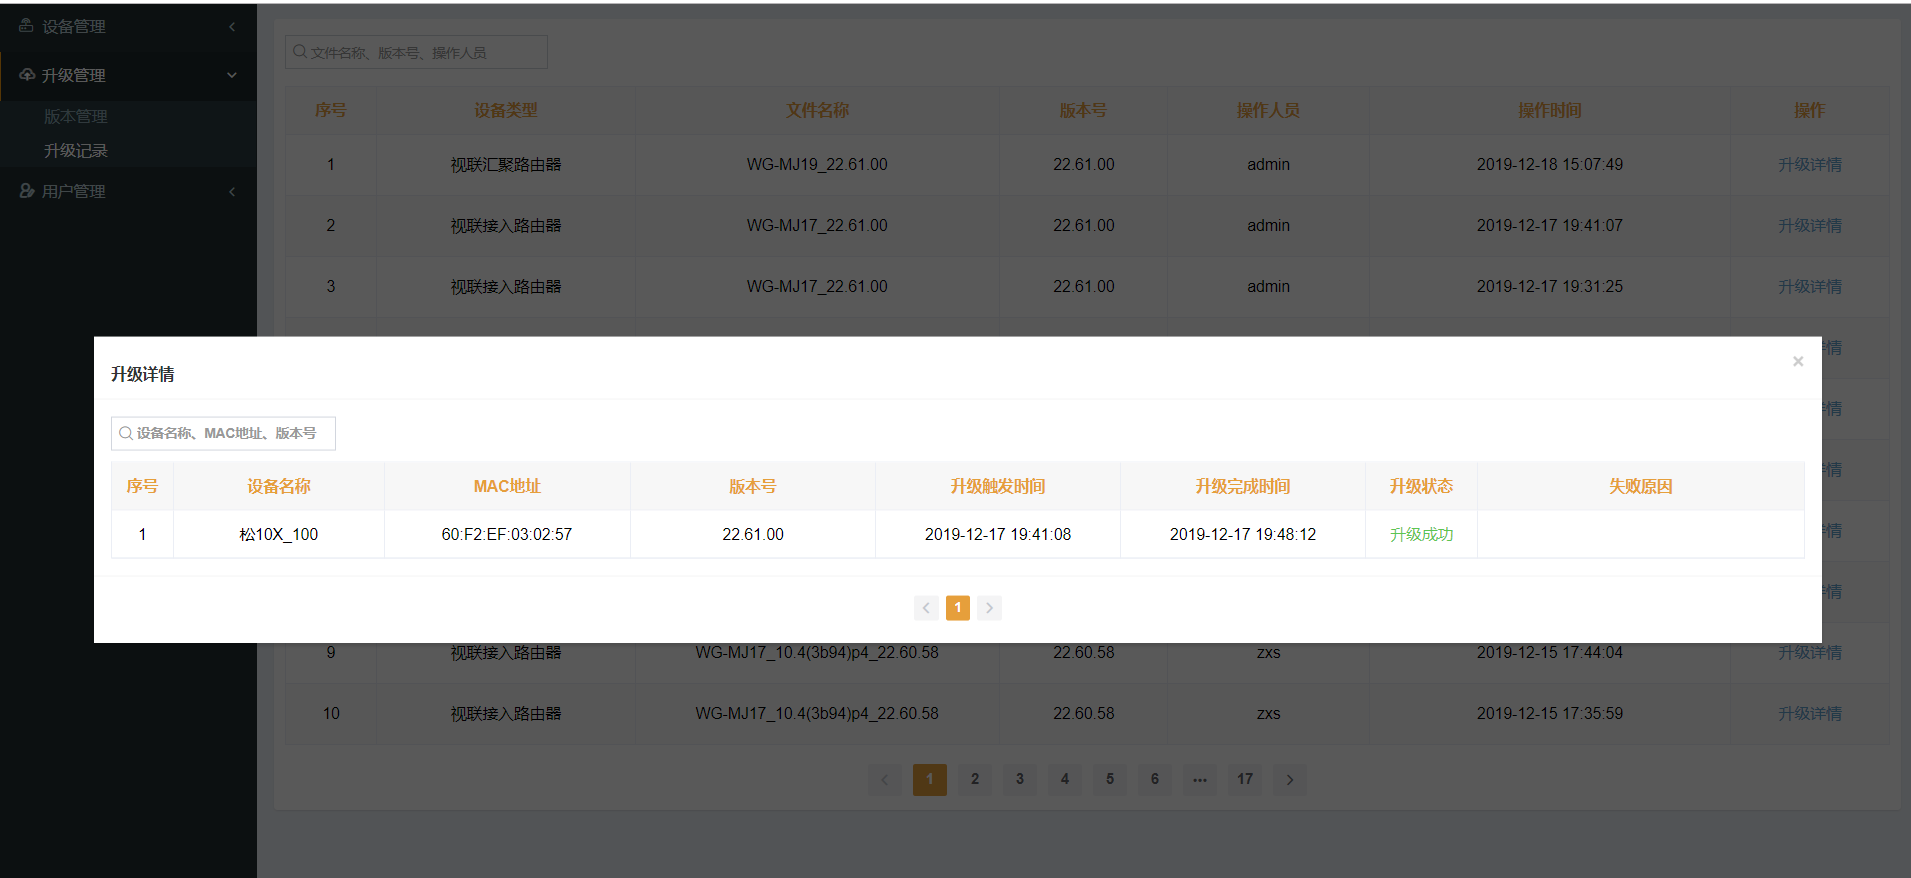 设备管理
升级管理
版本管理
升级记录
用户管理
文件名称、版本号、操作人员
序号 设备类型 文件名称 版本号 操作人员 操作时间 操作
1 视联汇聚路由器 WG-MJ19_22.61.00 22.61.00 admin 2019-12-18 15:07:49 升级详情
2 视联接入路由器 WG-MJ17_22.61.00 22.61.00 admin 2019-12-17 19:41:07 升级详情
3 视联接入路由器 WG-MJ17_22.61.00 22.61.00 admin 2019-12-17 19:31:25 升级详情
升级详情
设备名称、MAC地址、版本号
序号 设备名称 MAC地址 版本号 升级触发时间 升级完成时间 升级状态 失败原因
1 松10X_100 60:F2:EF:03:02:57 22.61.00 2019-12-17 19:41:08 2019-12-17 19:48:12 升级成功
1
9 视联接入路由器 WG-MJ17_10.4(3b94)p4_22.60.58 22.60.58 zxs 2019-12-15 17:44:04 升级详情
10 视联接入路由器 WG-MJ17_10.4(3b94)p4_22.60.58 22.60.58 zxs 2019-12-15 17:35:59 升级详情
1 2 3 4 5 6 ••• 17